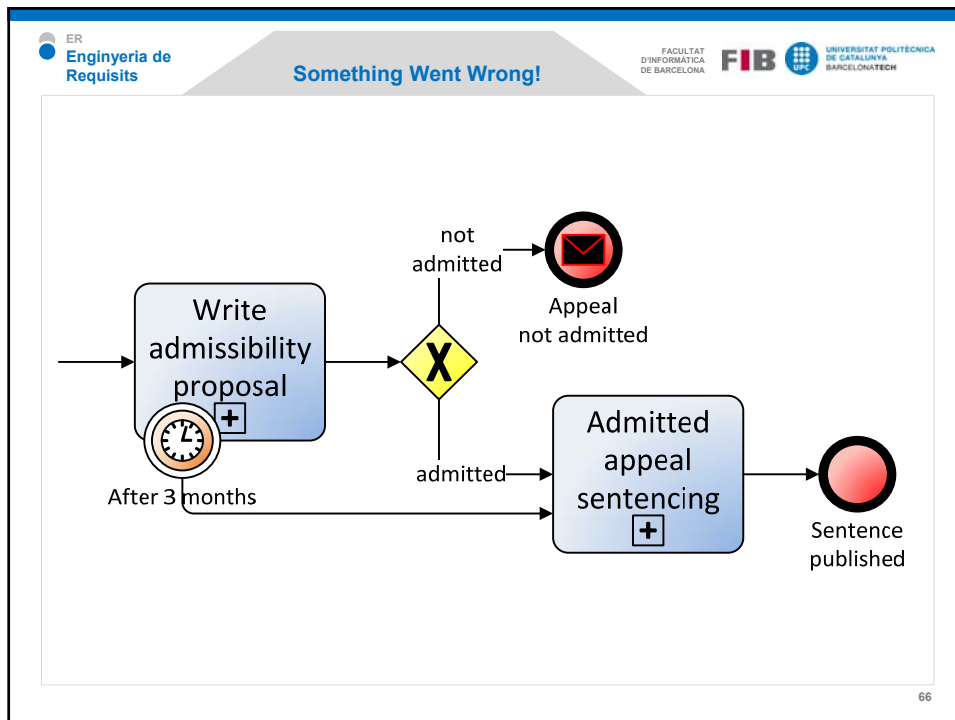 ER
Enginyeria de
Requisits
Something Went Wrong!
FACULTAT
D'INFORMÀTICA
DE BARCELONA
FIB
UPC
UNIVERSITAT POLITÈCNICA
DE CATALUNYA
BARCELONATECH
not
admitted
Appeal
not admitted
Write
admissibility
proposal
X
After 3 months
admitted
Admitted
appeal
sentencing
Sentence
published
66